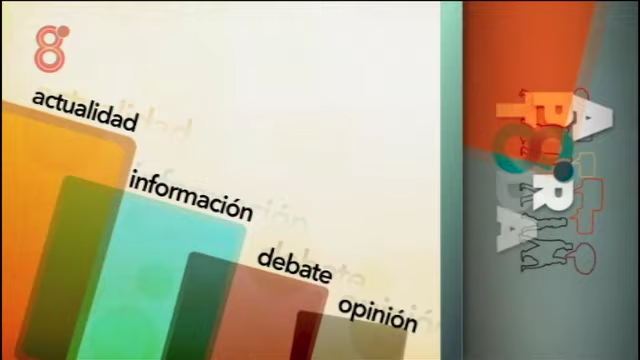 8
actualidad
información
debate
opinión